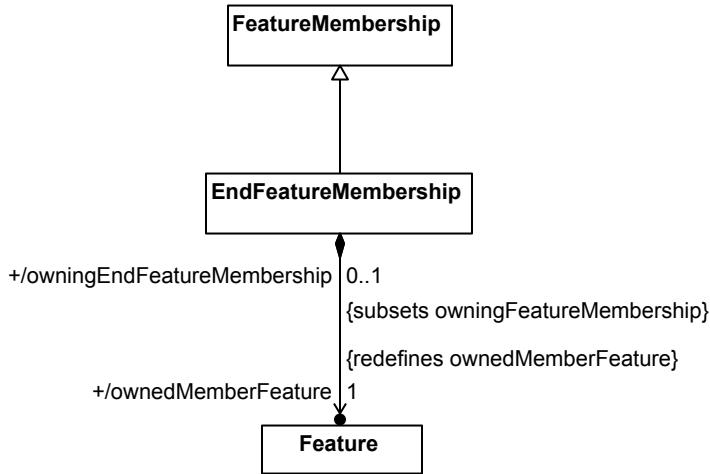 FeatureMembership
EndFeatureMembership
+/owningEndFeatureMembership 0..1
{subsets owningFeatureMembership}
{redefines ownedMemberFeature}
+/ownedMemberFeature 1
Feature